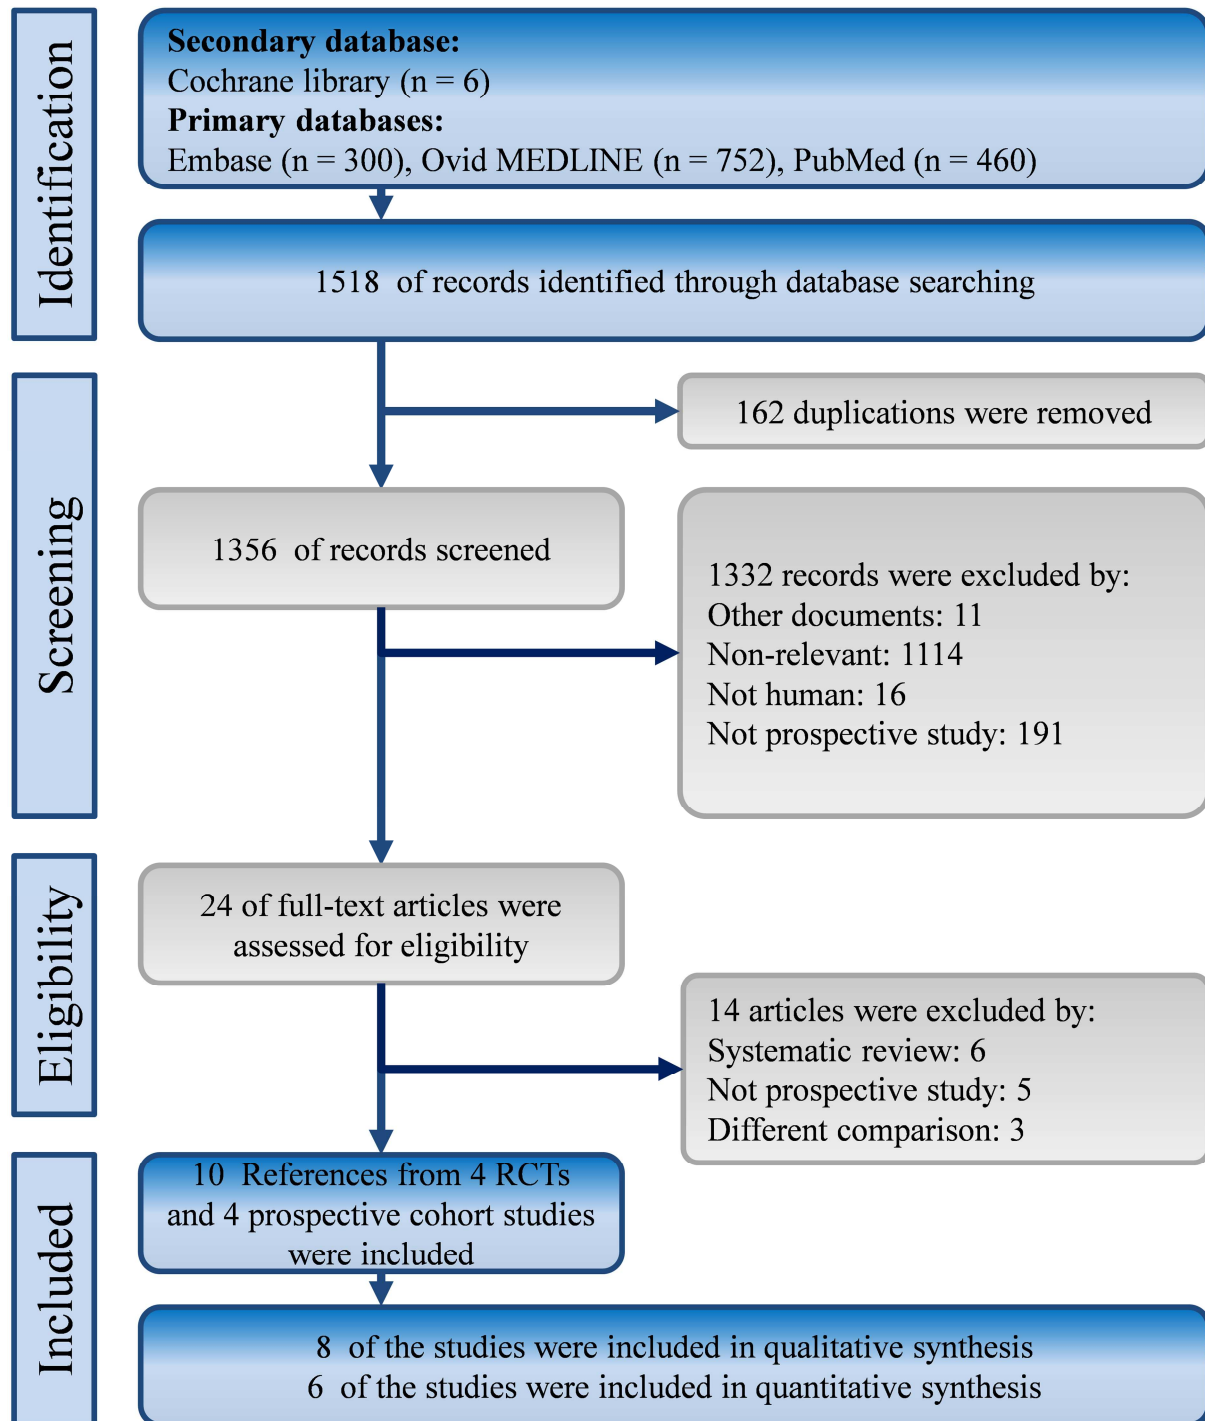 Identification
Secondary database:
Cochrane library (n = 6)
Primary databases:
Embase (n = 300), Ovid MEDLINE (n = 752), PubMed (n = 460)
1518 of records identified through database searching
Screening
162 duplications were removed
1356 of records screened
1332 records were excluded by:
Other documents: 11
Non-relevant: 1114
Not human: 16
Not prospective study: 191
Eligibility
24 of full-text articles were
assessed for eligibility
14 articles were excluded by:
Systematic review: 6
Not prospective study: 5
Different comparison: 3
Included
10 References from 4 RCTs
and 4 prospective cohort studies
were included
8 of the studies were included in qualitative synthesis
6 of the studies were included in quantitative synthesis